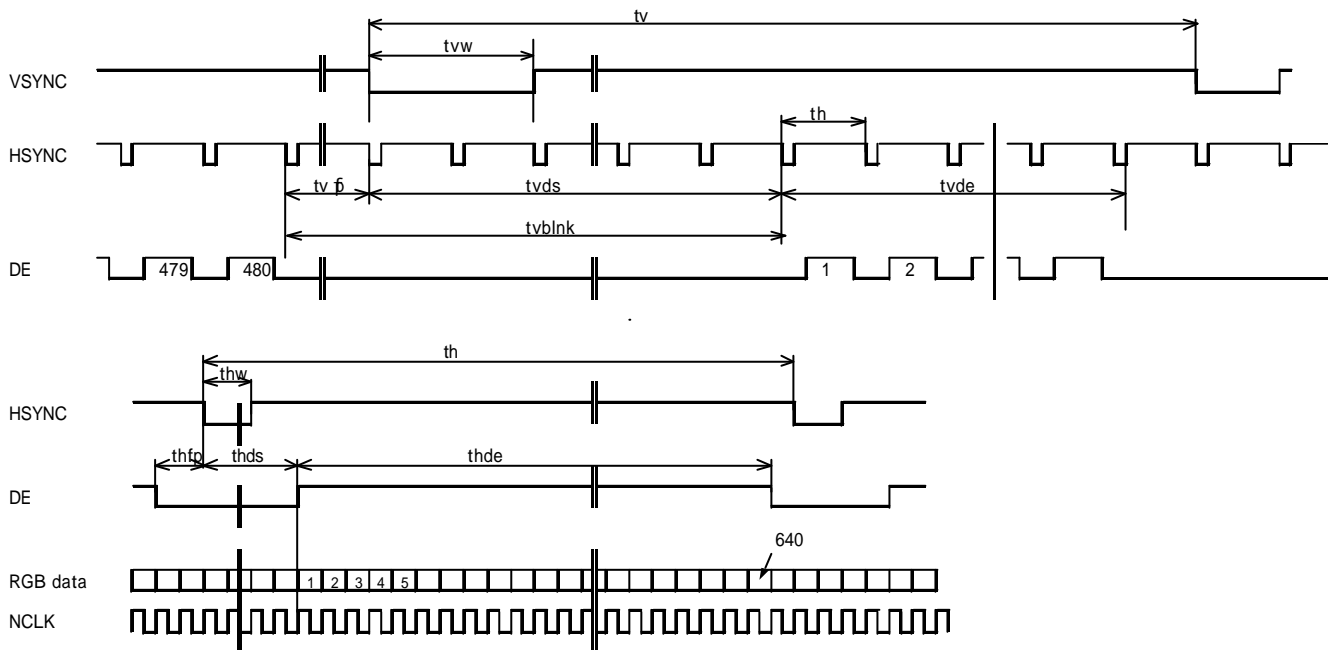 tv
tvw
VSYNC
th
HSYNC
tvfp tvds tvde
tvblnk
DE 479 480 1 2
th
thw
HSYNC
thfp thds thde
DE
640
RGB data 1 2 3 4 5
NCLK